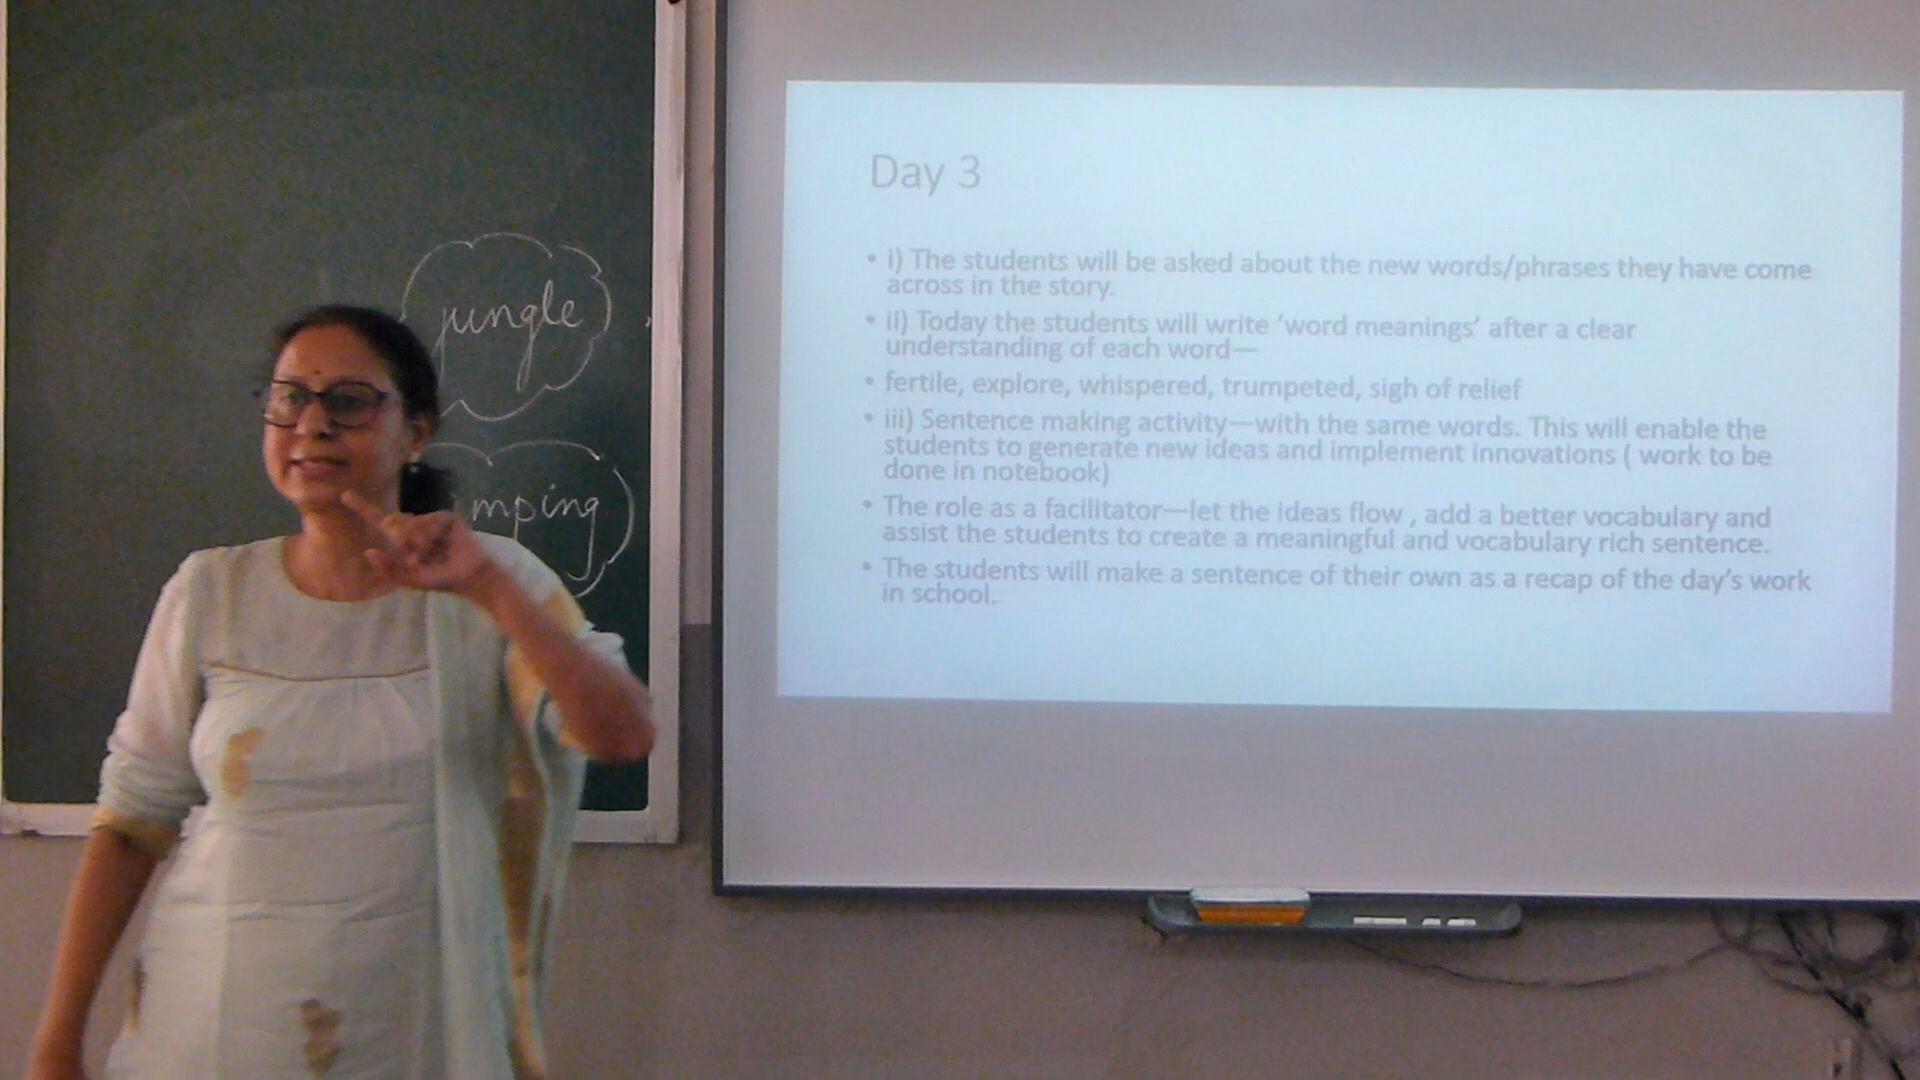 jungle
mping
Day 3
• i) The students will be asked about the new words/phrases they have come
across in the story.
• ii) Today the students will write ‘word meanings’ after a clear
understanding of each word—
• fertile, explore, whispered, trumpeted, sigh of relief
• iii) Sentence making activity—with the same words. This will enable the
students to generate new ideas and implement innovations ( work to be
done in notebook)
• The role as a facilitator—let the ideas flow , add a better vocabulary and
assist the students to create a meaningful and vocabulary rich sentence.
• The students will make a sentence of their own as a recap of the day’s work
in school.